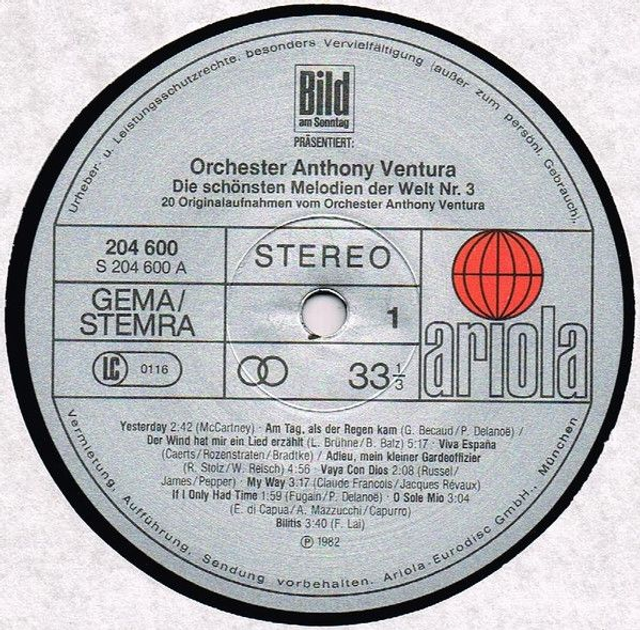 Urheber u. Leistungsschutzrechte, besonders Vervielfältigung (außer zum persönl. Gebrauch),
Bild
am Sonntag
PRÄSENTIERT:
Orchester Anthony Ventura
Die schönsten Melodien der Welt Nr. 3
20 Originalaufnahmen vom Orchester Anthony Ventura
204 600
S 204 600 A
STEREO
GEMA/
STEMRA
1
LC 0116
33 1/3
ariola
Yesterday 2:42 (McCartney) · Am Tag, als der Regen kam (G. Becaud/P. Delanoë) /
Der Wind hat mir ein Lied erzählt (L. Brühne/B. Balz) 5:17 · Viva España
(Caerts/Rozenstraten/Bradtke) / Adieu, mein kleiner Gardeoffizier
(R. Stolz/W. Reisch) 4:56 · Vaya Con Dios 2:08 (Russel/
James/Pepper) · My Way 3:17 (Claude Francois/Jacques Révaux)
If I Only Had Time 1:59 (Fugain/P. Delanoë) · O Sole Mio 3:04
(E. di Capua/A. Mazzucchi/Capurro)
Bilitis 3:40 (F. Lai)
℗ 1982
Vermierung, Aufführung, Sendung vorbehalten. Ariola-Eurodisc GmbH., München